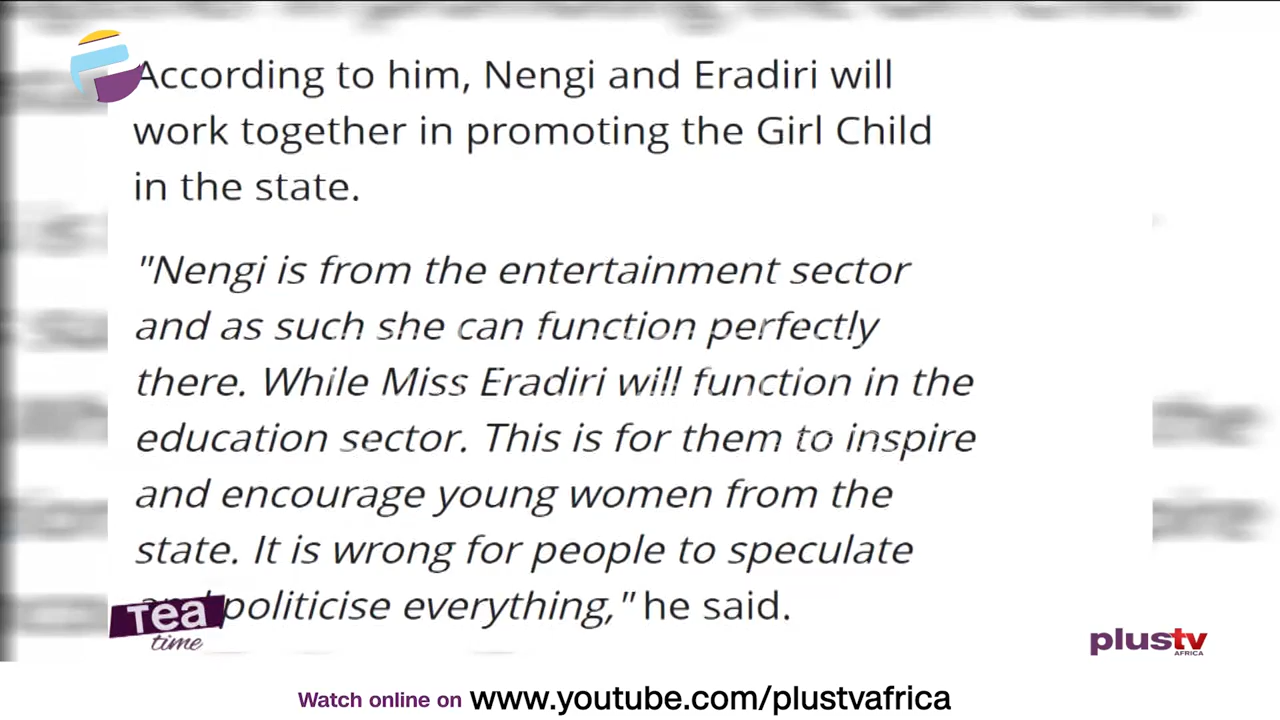 According to him, Nengi and Eradiri will
work together in promoting the Girl Child
in the state.
"Nengi is from the entertainment sector
and as such she can function perfectly
there. While Miss Eradiri will function in the
education sector. This is for them to inspire
and encourage young women from the
state. It is wrong for people to speculate
politicise everything," he said.
Tea
time
plustv
AFRICA
Watch online on www.youtube.com/plustvafrica